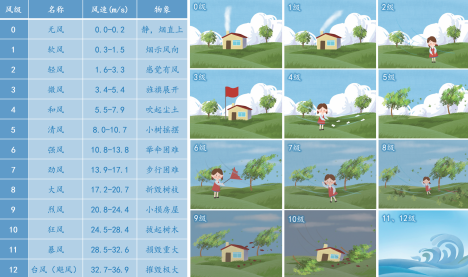 风级 名称 风速(m/s) 物象
0 无风 0.0-0.2 静，烟直上
1 软风 0.3-1.5 烟示风向
2 轻风 1.6-3.3 感觉有风
3 微风 3.4-5.4 旌旗展开
4 和风 5.5-7.9 吹起尘土
5 清风 8.0-10.7 小树摇摆
6 强风 10.8-13.8 举伞困难
7 劲风 13.9-17.1 步行困难
8 大风 17.2-20.7 折毁树枝
9 烈风 20.8-24.4 小损房屋
10 狂风 24.5-28.4 拔起树木
11 暴风 28.5-32.6 损毁重大
12 台风（飓风） 32.7-36.9 摧毁极大
0级 1级 2级
3级 4级 5级
6级 7级 8级
9级 10级 11、12级